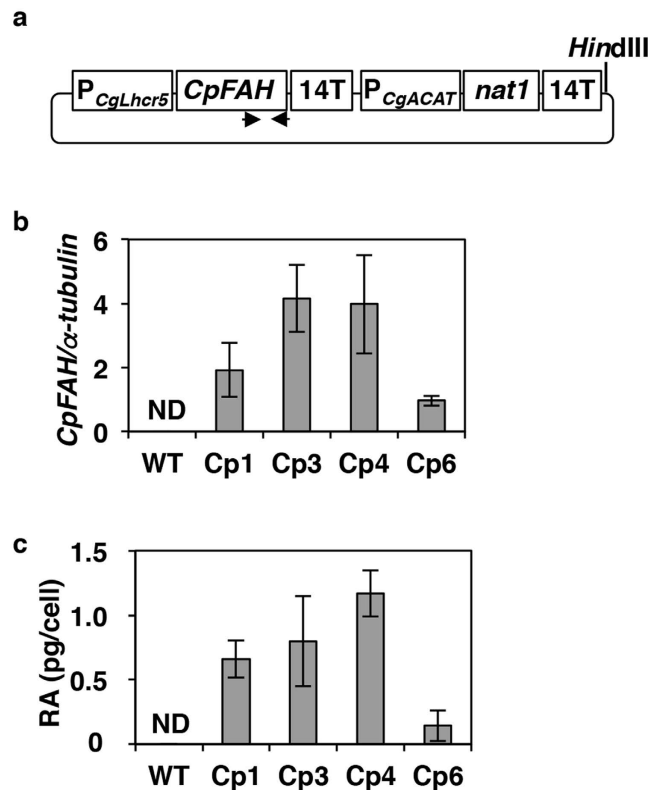 a
HindIII
PCgLhcr5 CpFAH 14T PCgACAT nat1 14T
b
CpFAH/α-tubulin
6
4
2
0
ND
WT Cp1 Cp3 Cp4 Cp6
c
RA (pg/cell)
1.5
1.0
0.5
0
ND
WT Cp1 Cp3 Cp4 Cp6